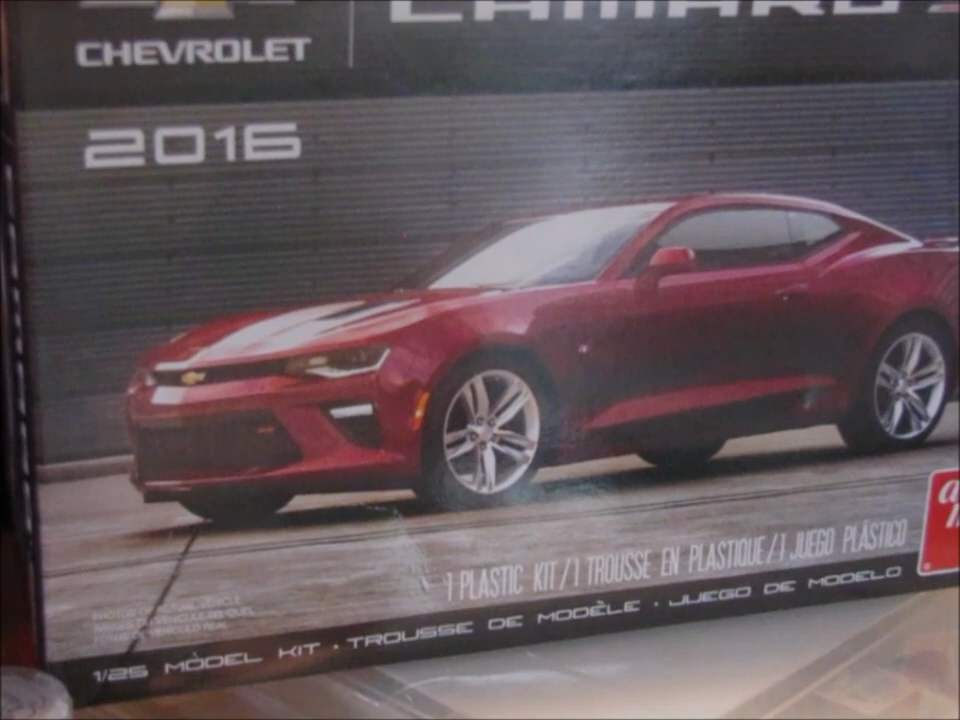 CAMARO
CHEVROLET
2016
1 PLASTIC KIT/1 TROUSSE EN PLASTIQUE/1 JUEGO PLÁSTICO
1/25 MODEL KIT · TROUSSE DE MODÈLE · JUEGO DE MODELO